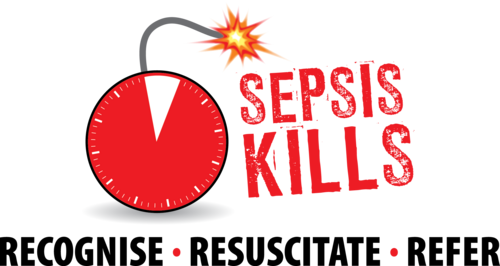 SEPSIS
KILLS
RECOGNISE • RESUSCITATE • REFER